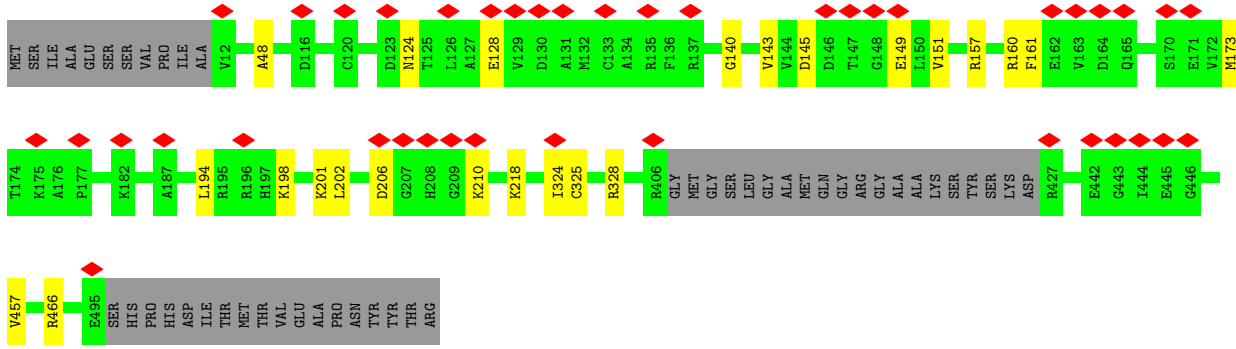 MET SER ILE ALA GLU SER SER VAL PRO ILE ALA V12 A48 D116 C120 D123 N124 T125 L126 A127 E128 V129 D130 A131 M132 C133 A134 R135 F136 R137 G140 V143 V144 D145 D146 T147 G148 E149 L150 V151 R157 R160 F161 E162 V163 D164 Q165 S170 E171 V172 M173
T174 K175 A176 P177 K182 A187 L194 R195 R196 H197 K198 K201 L202 D206 G207 H208 G209 K210 K218 I324 C325 R328 R406 GLY MET GLY SER LEU GLY ALA MET GLN GLY ARG GLY ALA ALA LYS SER TYR SER LYS ASP R427 E442 G443 I444 E445 G446
V457 R466 E495 SER HIS PRO HIS ASP ILE THR MET THR VAL GLU ALA PRO ASN TYR TYR THR ARG